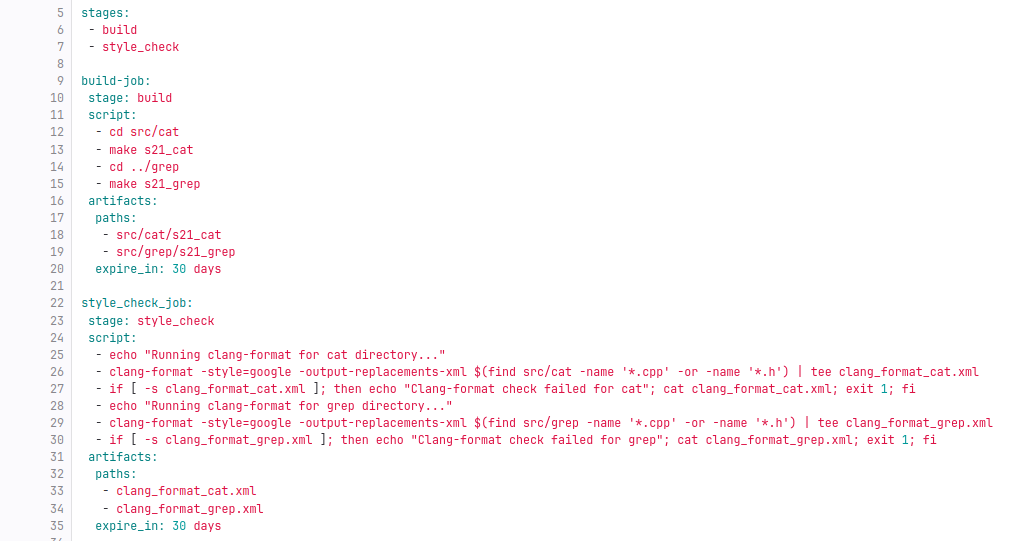 5 stages:
6  - build
7  - style_check
8
9 build-job:
10  stage: build
11  script:
12   - cd src/cat
13   - make s21_cat
14   - cd ../grep
15   - make s21_grep
16  artifacts:
17   paths:
18    - src/cat/s21_cat
19    - src/grep/s21_grep
20   expire_in: 30 days
21
22 style_check_job:
23  stage: style_check
24  script:
25   - echo "Running clang-format for cat directory..."
26   - clang-format -style=google -output-replacements-xml $(find src/cat -name '*.cpp' -or -name '*.h') | tee clang_format_cat.xml
27   - if [ -s clang_format_cat.xml ]; then echo "Clang-format check failed for cat"; cat clang_format_cat.xml; exit 1; fi
28   - echo "Running clang-format for grep directory..."
29   - clang-format -style=google -output-replacements-xml $(find src/grep -name '*.cpp' -or -name '*.h') | tee clang_format_grep.xml
30   - if [ -s clang_format_grep.xml ]; then echo "Clang-format check failed for grep"; cat clang_format_grep.xml; exit 1; fi
31  artifacts:
32   paths:
33    - clang_format_cat.xml
34    - clang_format_grep.xml
35   expire_in: 30 days